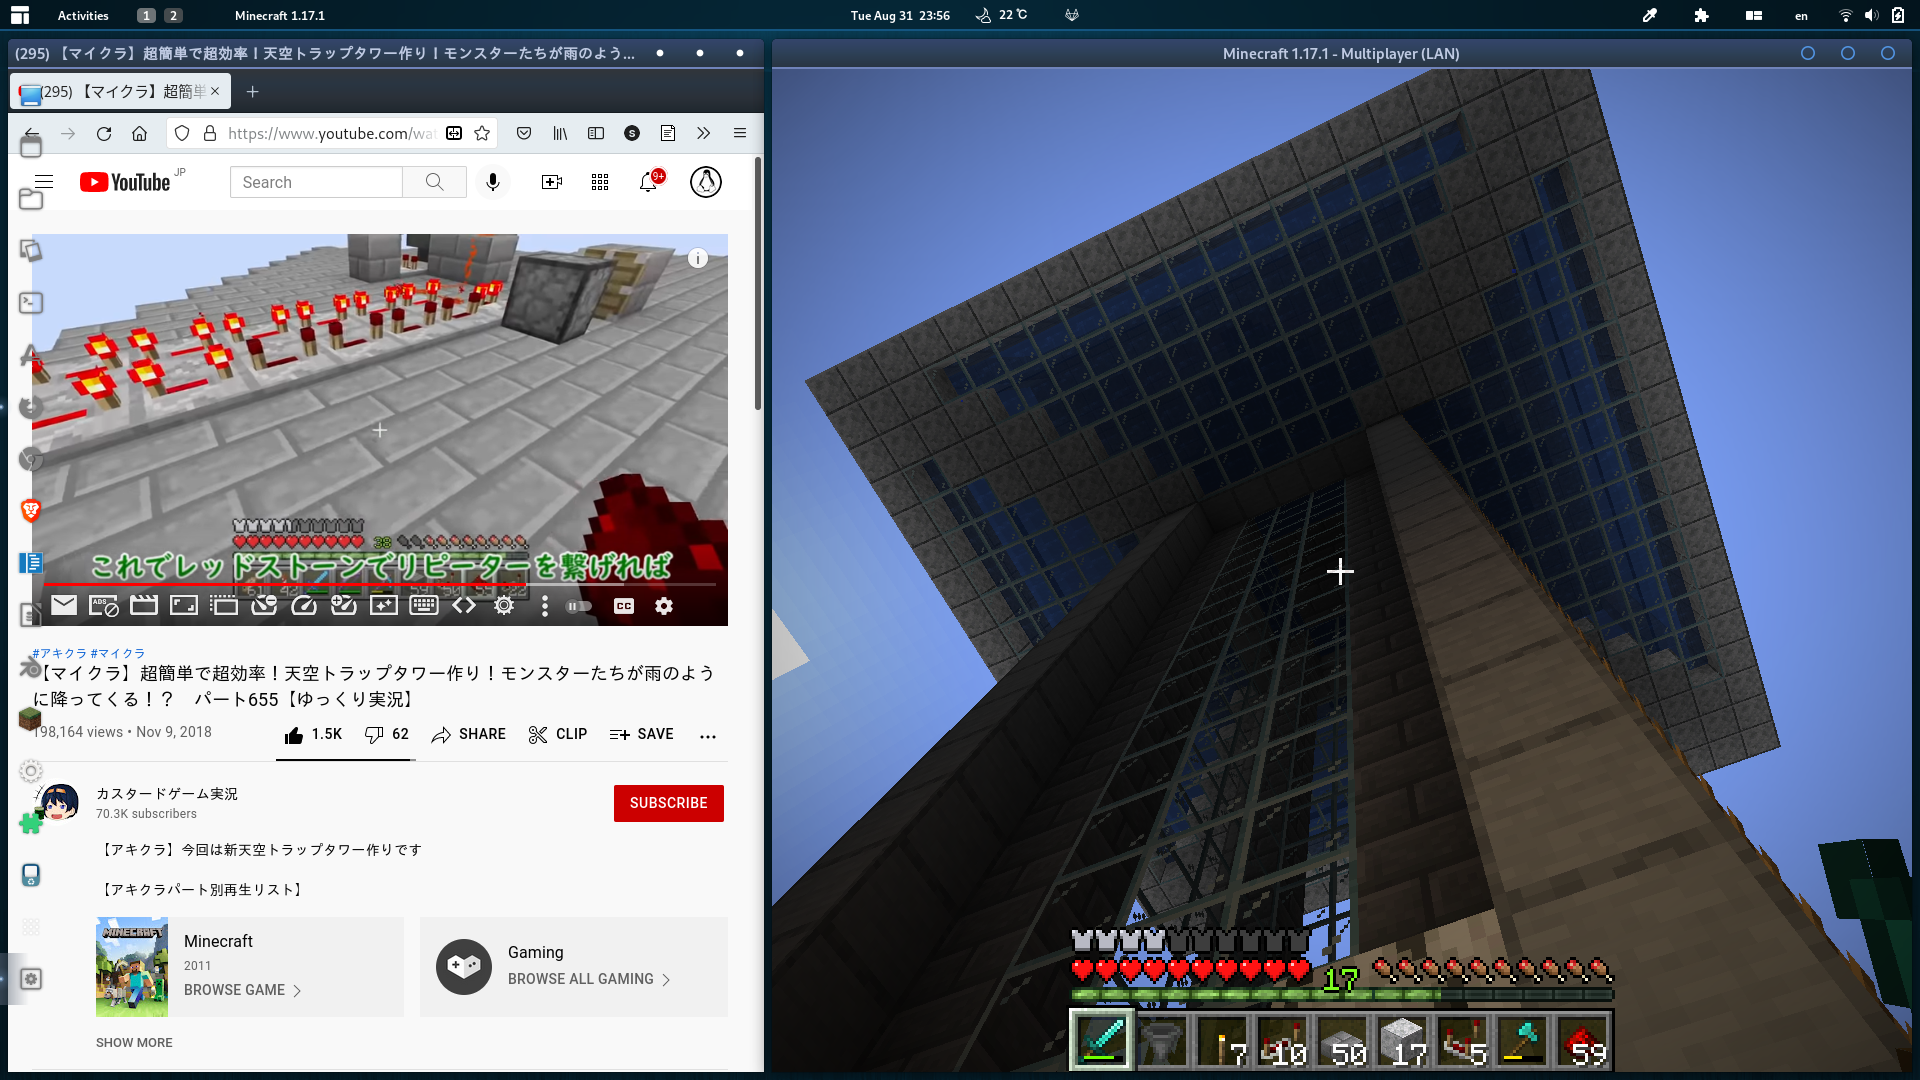 Activities
1
2
Minecraft 1.17.1
Tue Aug 31 23:56
22 ℃
en
(295) 【マイクラ】超簡単で超効率！天空トラップタワー作り！モンスターたちが雨のよう...
Minecraft 1.17.1 - Multiplayer (LAN)
(295) 【マイクラ】超簡単
https://www.youtube.com/wa
S
YouTube JP
Search
9+
38
これでレッドストーンでリピーターを繋げれば
ADS
CC
#アキクラ #マイクラ
【マイクラ】超簡単で超効率！天空トラップタワー作り！モンスターたちが雨のよう
に降ってくる！？　パート655【ゆっくり実況】
198,164 views • Nov 9, 2018
1.5K
62
SHARE
CLIP
SAVE
カスタードゲーム実況
70.3K subscribers
SUBSCRIBE
【アキクラ】今回は新天空トラップタワー作りです
【アキクラパート別再生リスト】
MINECRAFT
Minecraft
2011
BROWSE GAME
Gaming
BROWSE ALL GAMING
SHOW MORE
17
7
10
50
17
5
59